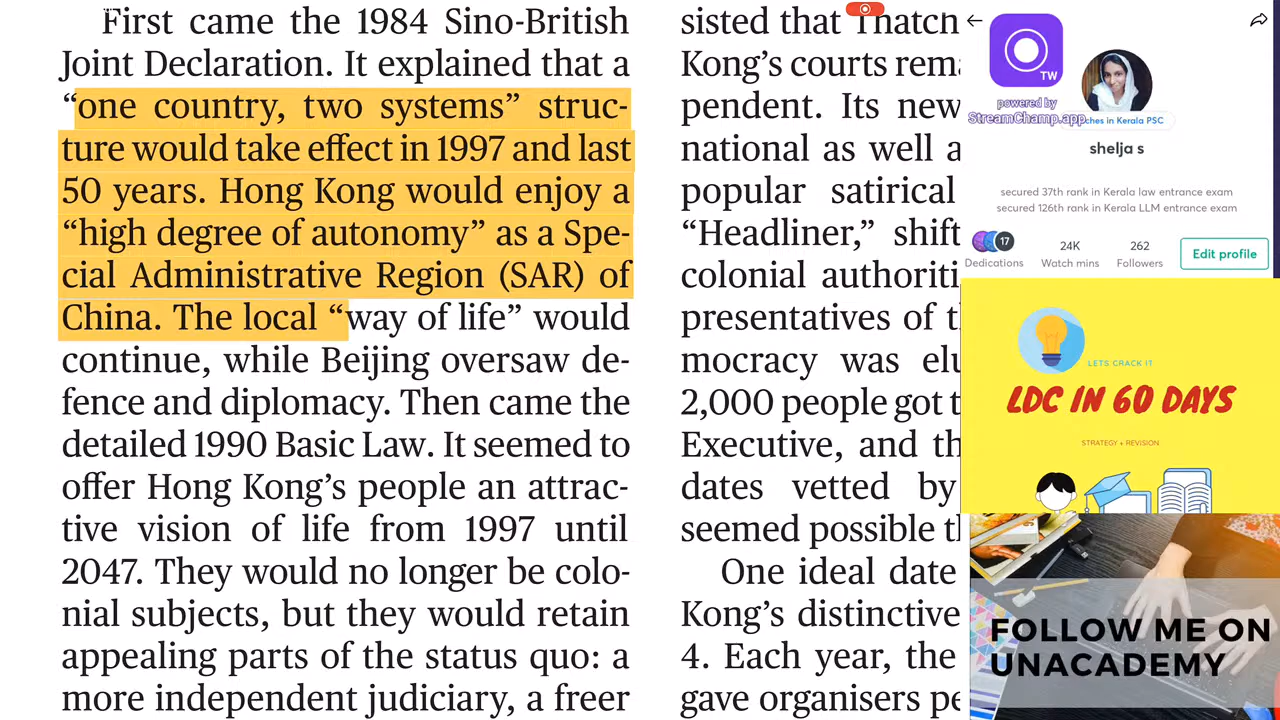 First came the 1984 Sino-British
Joint Declaration. It explained that a
“one country, two systems” struc-
ture would take effect in 1997 and last
50 years. Hong Kong would enjoy a
“high degree of autonomy” as a Spe-
cial Administrative Region (SAR) of
China. The local “way of life” would
continue, while Beijing oversaw de-
fence and diplomacy. Then came the
detailed 1990 Basic Law. It seemed to
offer Hong Kong’s people an attrac-
tive vision of life from 1997 until
2047. They would no longer be colo-
nial subjects, but they would retain
appealing parts of the status quo: a
more independent judiciary, a freer
sisted that Thatch
Kong’s courts rema
pendent. Its new
national as well a
popular satirical
“Headliner,” shift
colonial authoriti
presentatives of t
mocracy was elu
2,000 people got t
Executive, and th
dates vetted by
seemed possible t
One ideal date
Kong’s distinctive
4. Each year, the
gave organisers pe
TW
powered by
StreamChamp.app
ches in Kerala PSC
shelja s
secured 37th rank in Kerala law entrance exam
secured 126th rank in Kerala LLM entrance exam
17
Dedications
24K
Watch mins
262
Followers
Edit profile
LETS CRACK IT
LDC IN 60 DAYS
STRATEGY + REVISION
FOLLOW ME ON
UNACADEMY